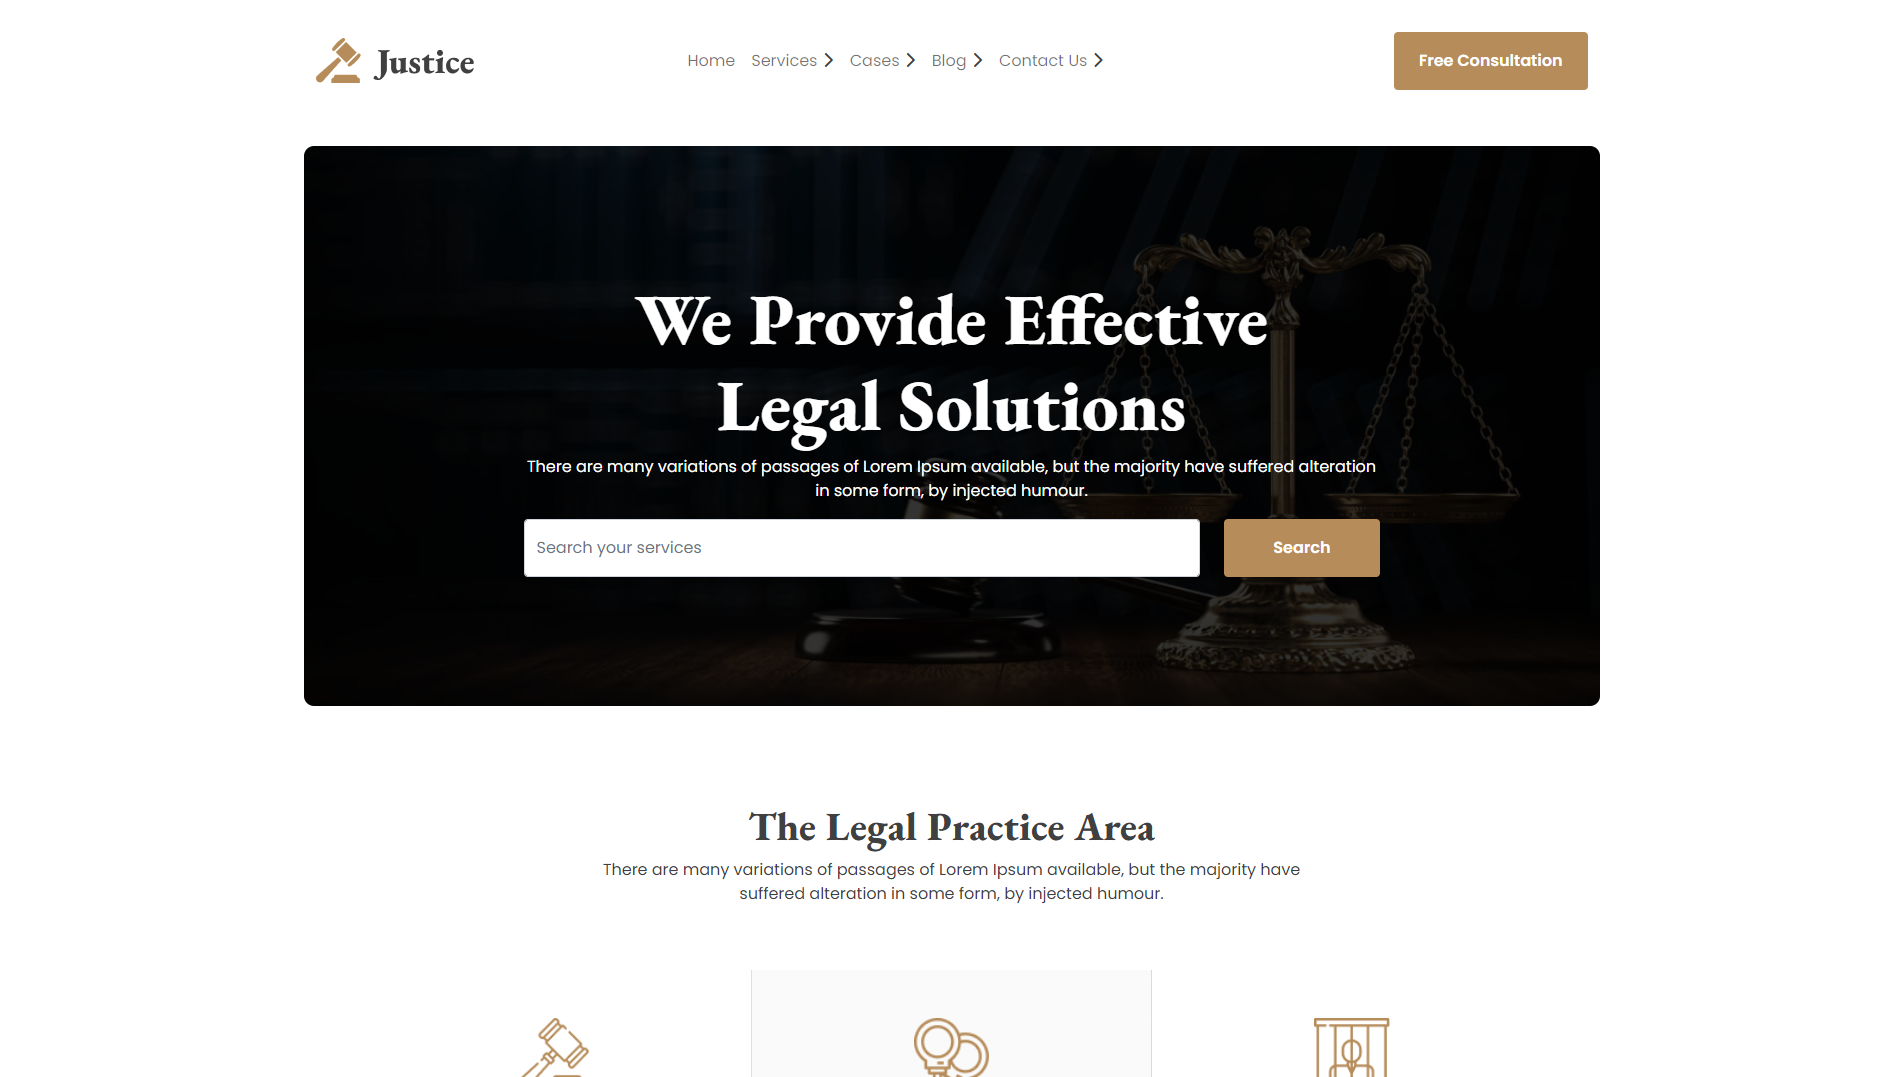 Justice
Home Services Cases Blog Contact Us
Free Consultation
We Provide Effective
Legal Solutions
There are many variations of passages of Lorem Ipsum available, but the majority have suffered alteration
in some form, by injected humour.
Search your services
Search
The Legal Practice Area
There are many variations of passages of Lorem Ipsum available, but the majority have
suffered alteration in some form, by injected humour.